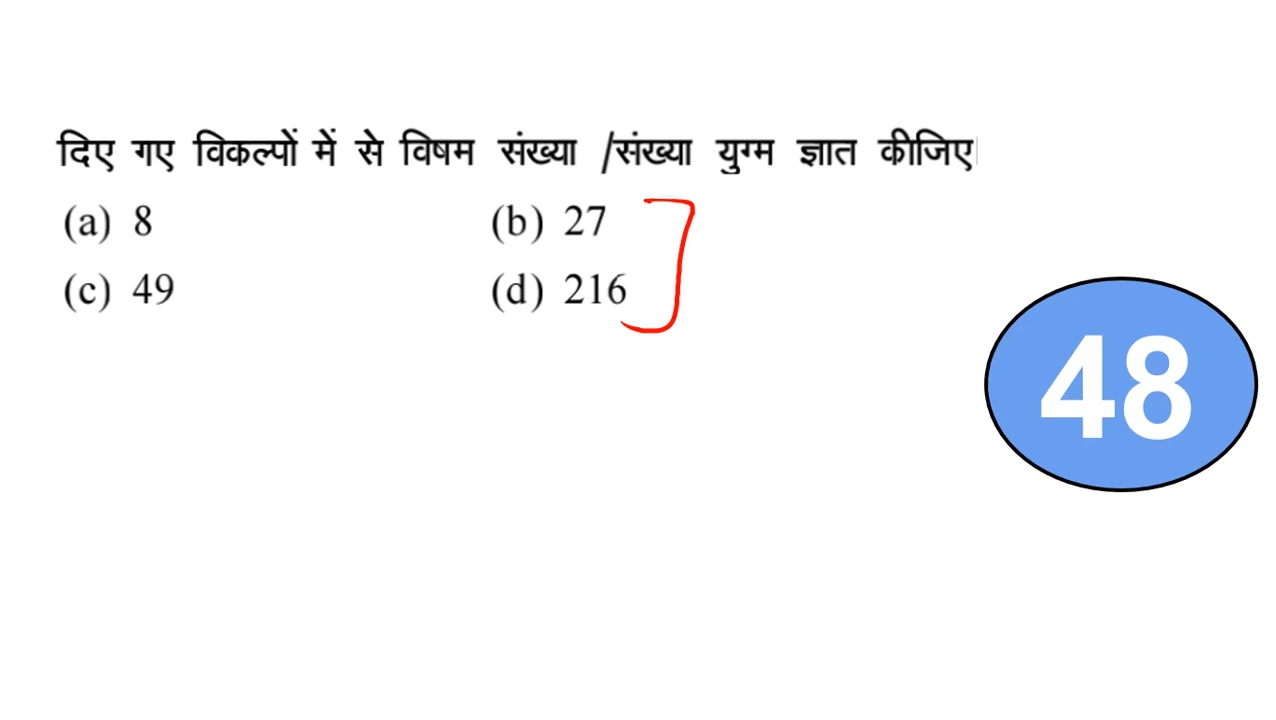 दिए गए विकल्पों में से विषम संख्या /संख्या युग्म ज्ञात कीजिए
(a) 8 (b) 27
(c) 49 (d) 216
48